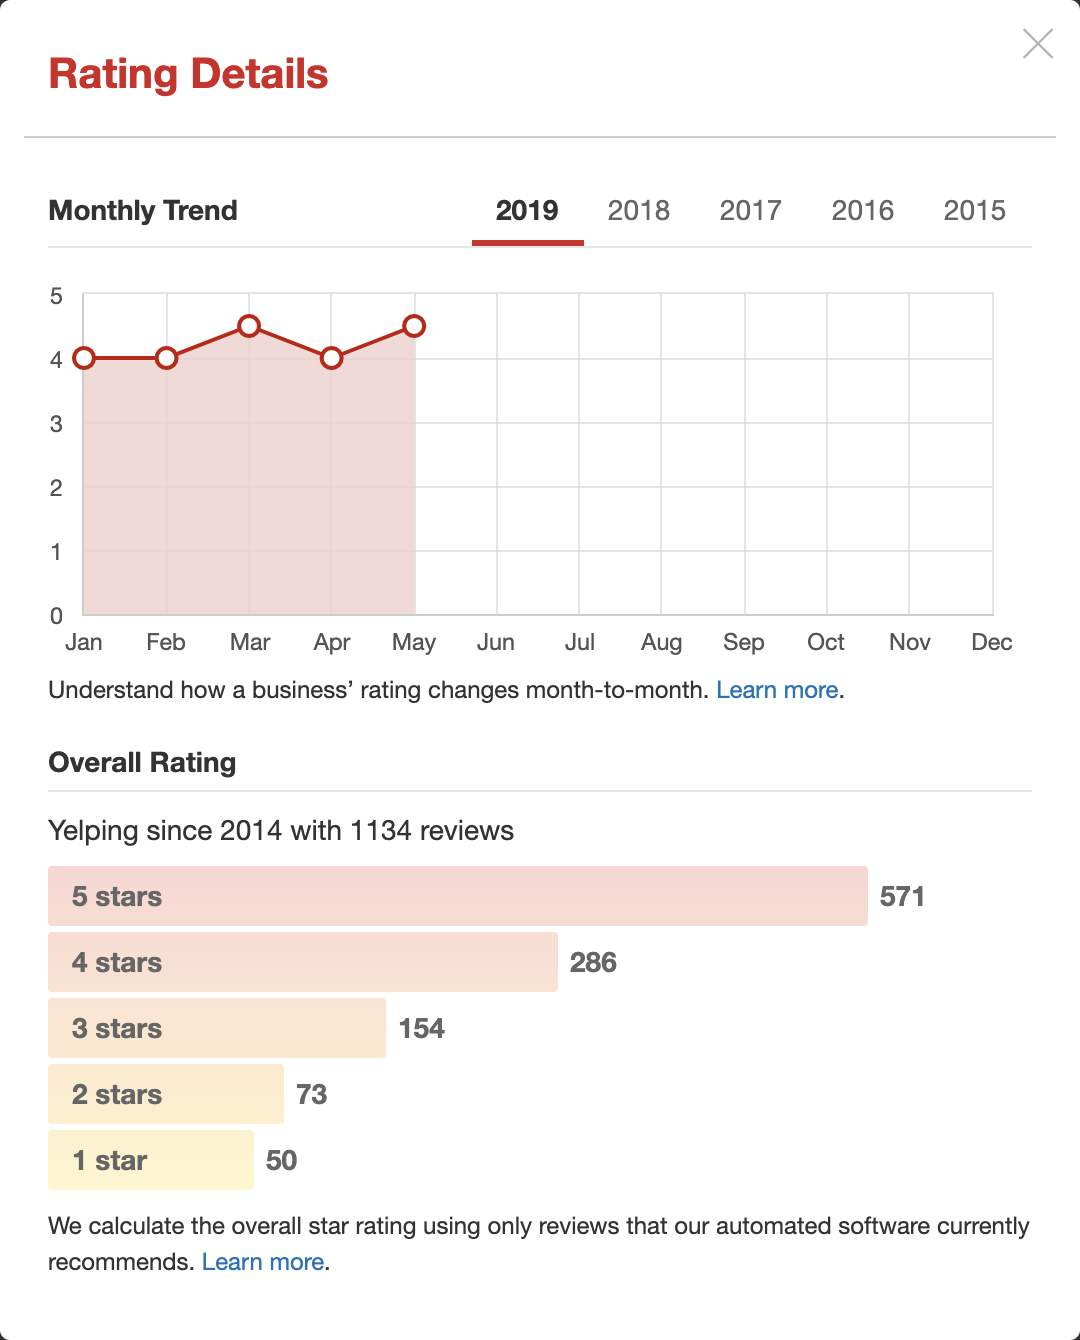 Rating Details
Monthly Trend 2019 2018 2017 2016 2015
5
4
3
2
1
0
Jan Feb Mar Apr May Jun Jul Aug Sep Oct Nov Dec
Understand how a business’ rating changes month-to-month. Learn more.
Overall Rating
Yelping since 2014 with 1134 reviews
5 stars 571
4 stars 286
3 stars 154
2 stars 73
1 star 50
We calculate the overall star rating using only reviews that our automated software currently
recommends. Learn more.